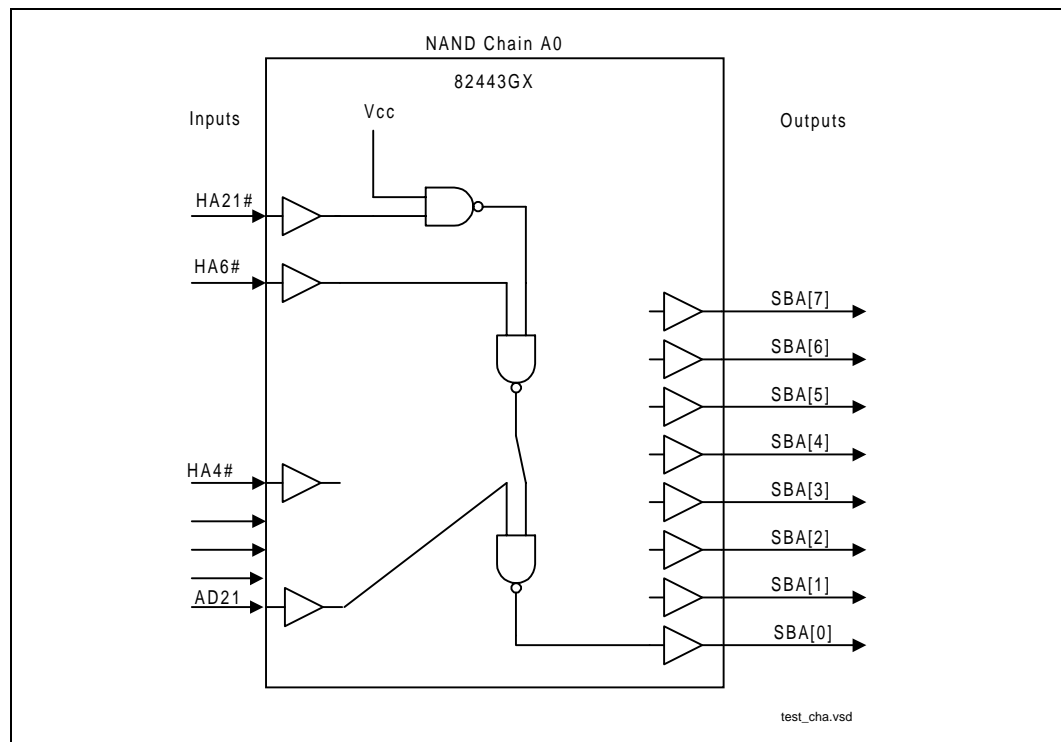 NAND Chain A0
82443GX
Inputs
Vcc
Outputs
HA21#
HA6#
SBA[7]
SBA[6]
SBA[5]
SBA[4]
HA4#
SBA[3]
SBA[2]
SBA[1]
AD21
SBA[0]
test_cha.vsd